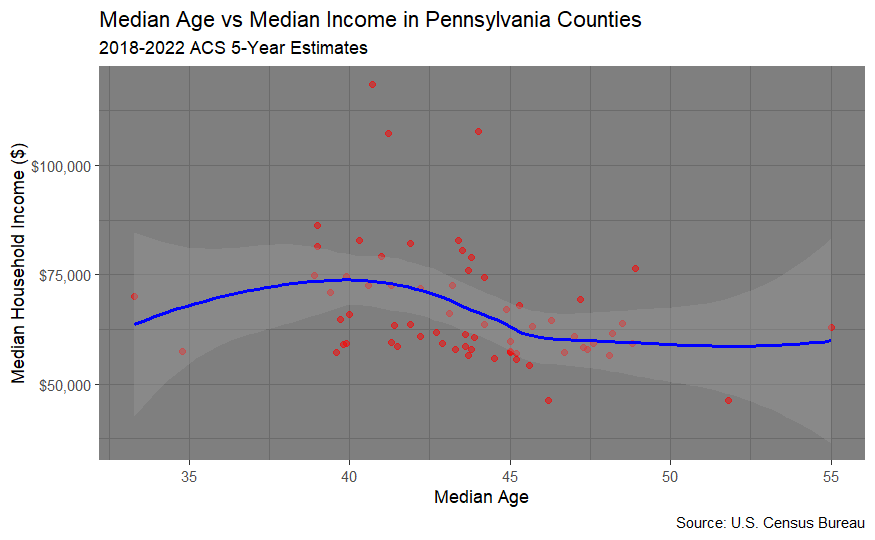 Median Age vs Median Income in Pennsylvania Counties
2018-2022 ACS 5-Year Estimates
Median Household Income ($)
$100,000
$75,000
$50,000
35 40 45 50 55
Median Age
Source: U.S. Census Bureau